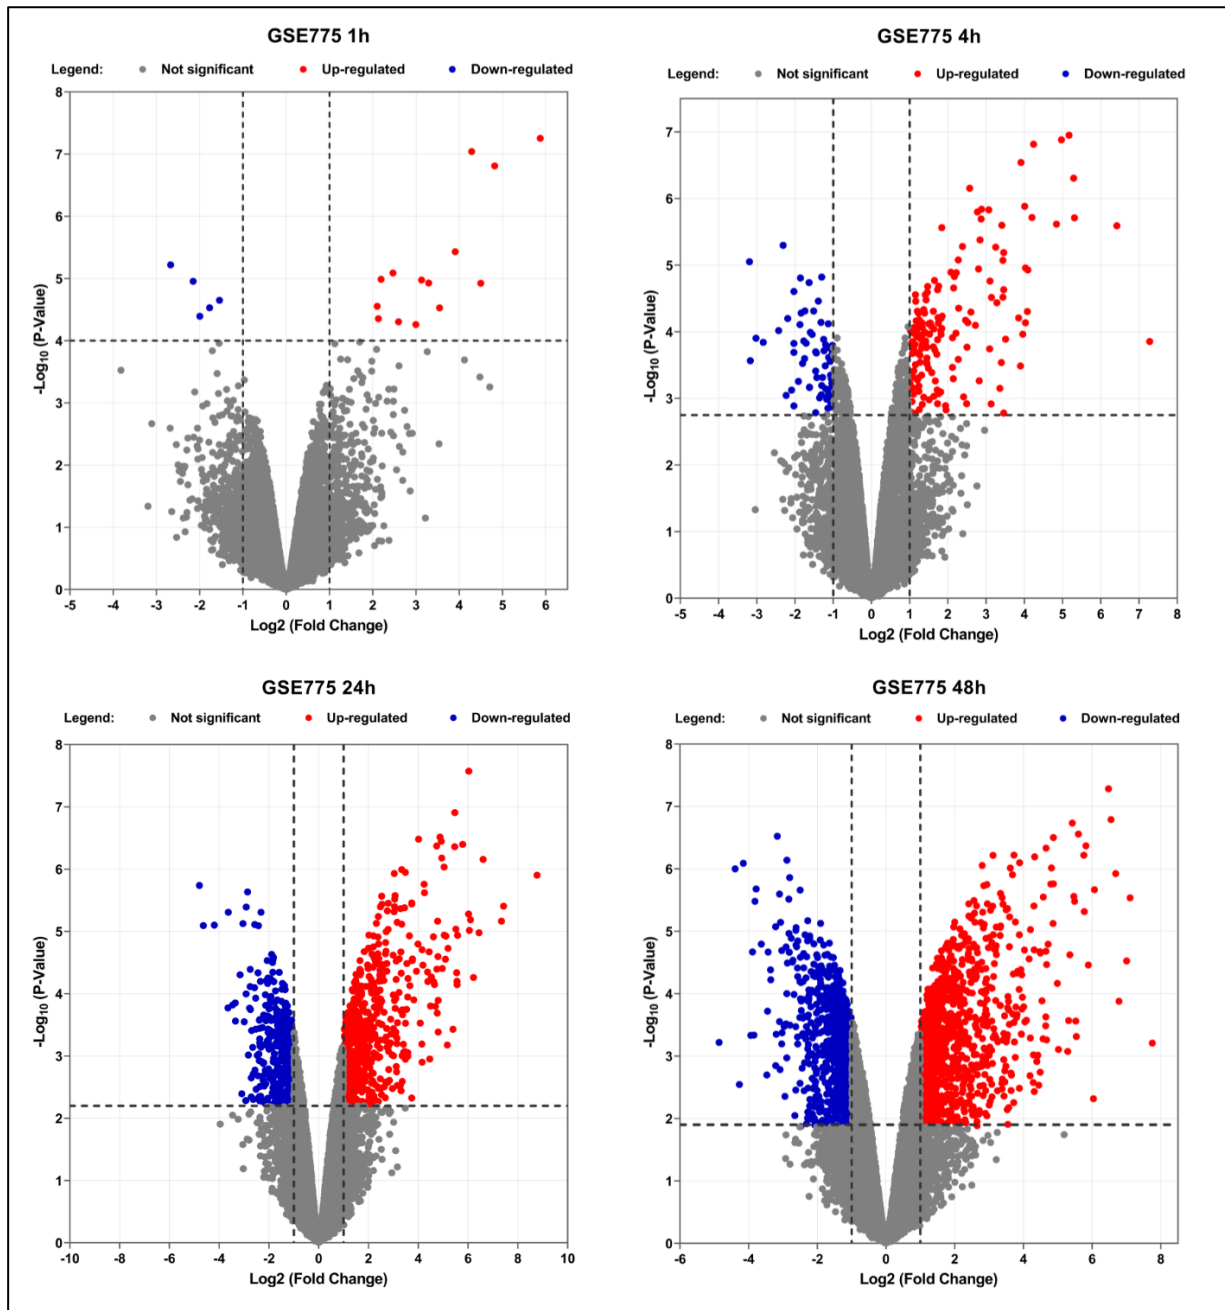 GSE775 1h
Legend: Not significant Up-regulated Down-regulated
8
7
6
5
4
3
2
1
0
-5 -4 -3 -2 -1 0 1 2 3 4 5 6
-Log10 (P-Value)
Log2 (Fold Change)
GSE775 4h
Legend: Not significant Up-regulated Down-regulated
7
6
5
4
3
2
1
0
-5 -4 -3 -2 -1 0 1 2 3 4 5 6 7 8
-Log10 (P-Value)
Log2 (Fold Change)
GSE775 24h
Legend: Not significant Up-regulated Down-regulated
8
7
6
5
4
3
2
1
0
-10 -8 -6 -4 -2 0 2 4 6 8 10
-Log10 (P-Value)
Log2 (Fold Change)
GSE775 48h
Legend: Not significant Up-regulated Down-regulated
8
7
6
5
4
3
2
1
0
-6 -4 -2 0 2 4 6 8
-Log10 (P-Value)
Log2 (Fold Change)